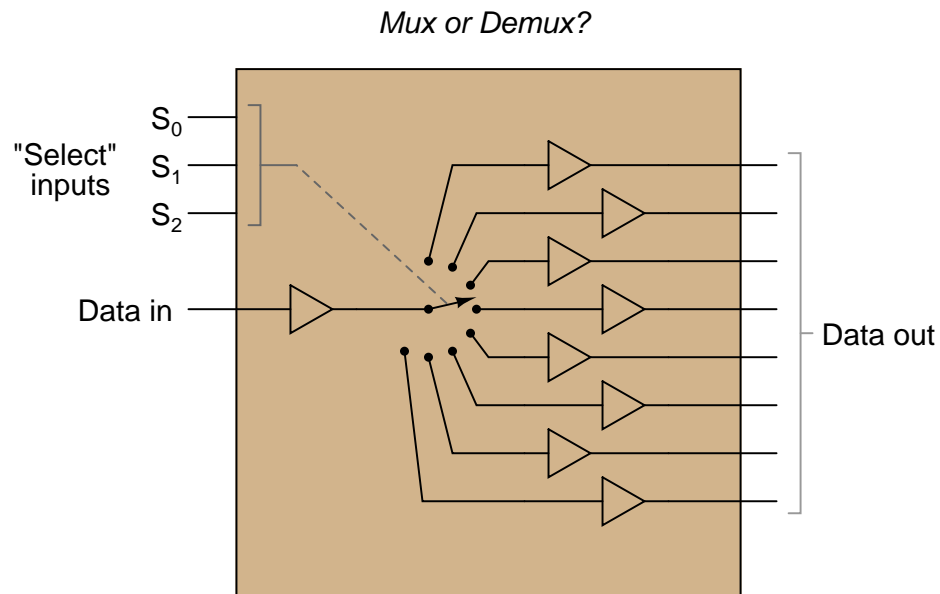 Mux or Demux?
S0
"Select"
inputs
S1
S2
Data in
Data out